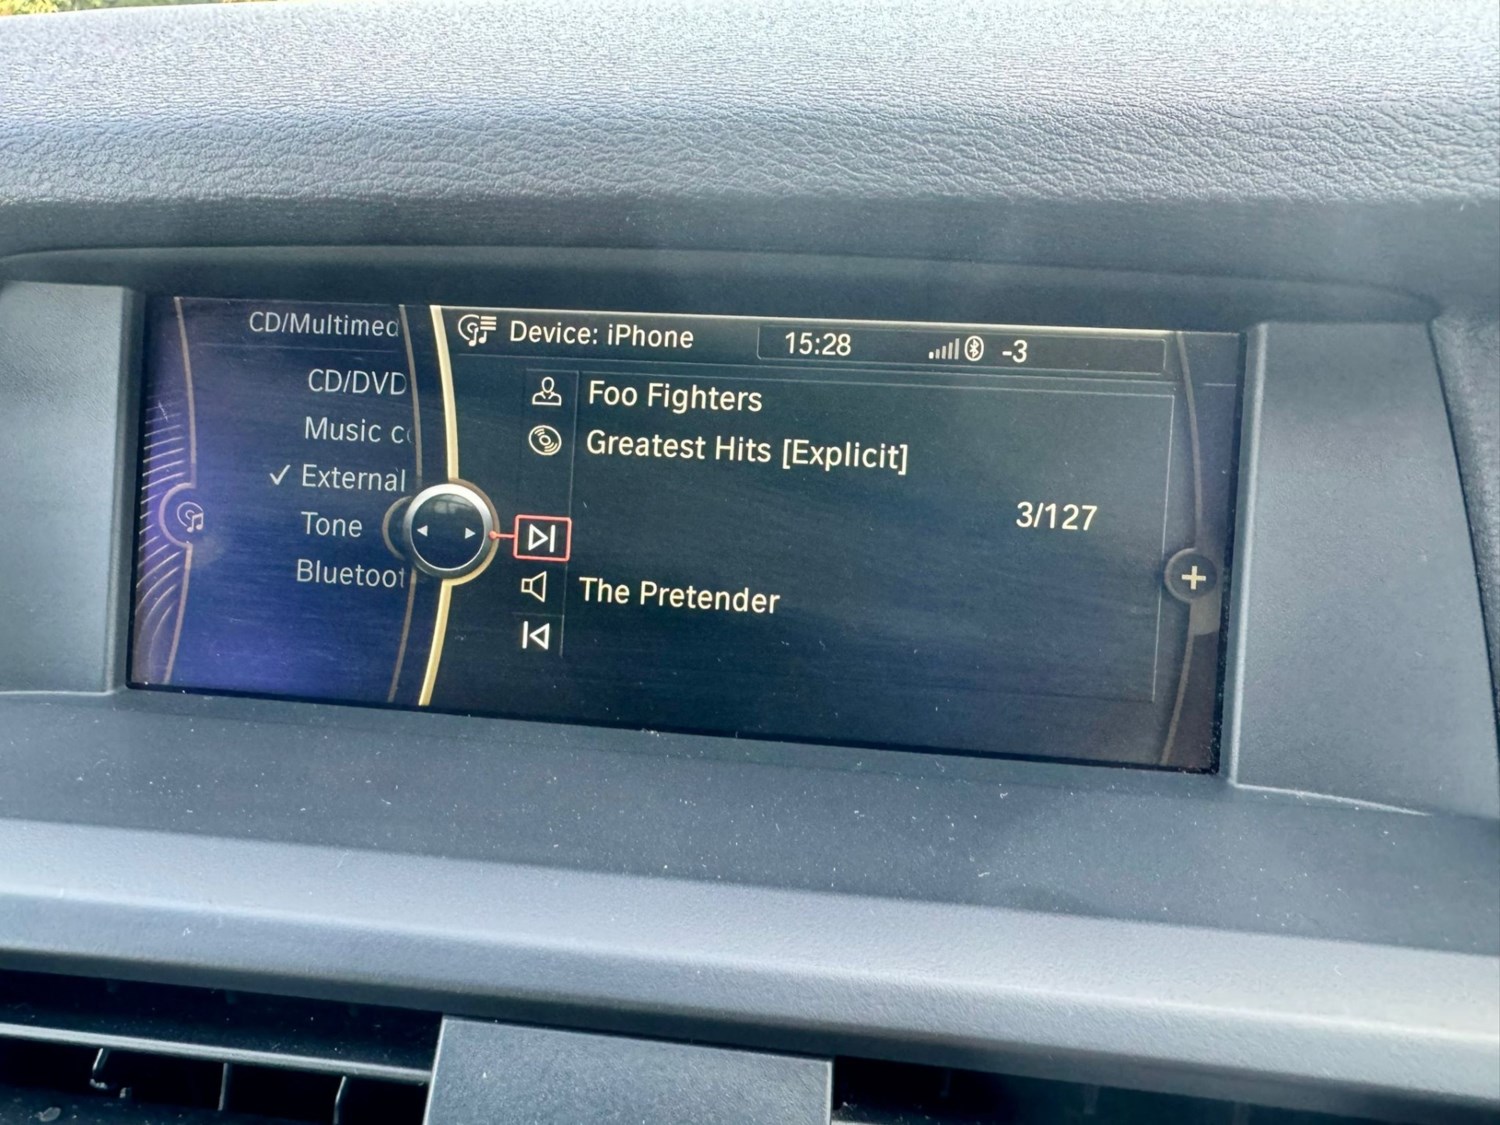 CD/Multimed
CD/DVD
Music c
External
Tone
Bluetoot
Device: iPhone
15:28
-3
Foo Fighters
Greatest Hits [Explicit]
3/127
The Pretender